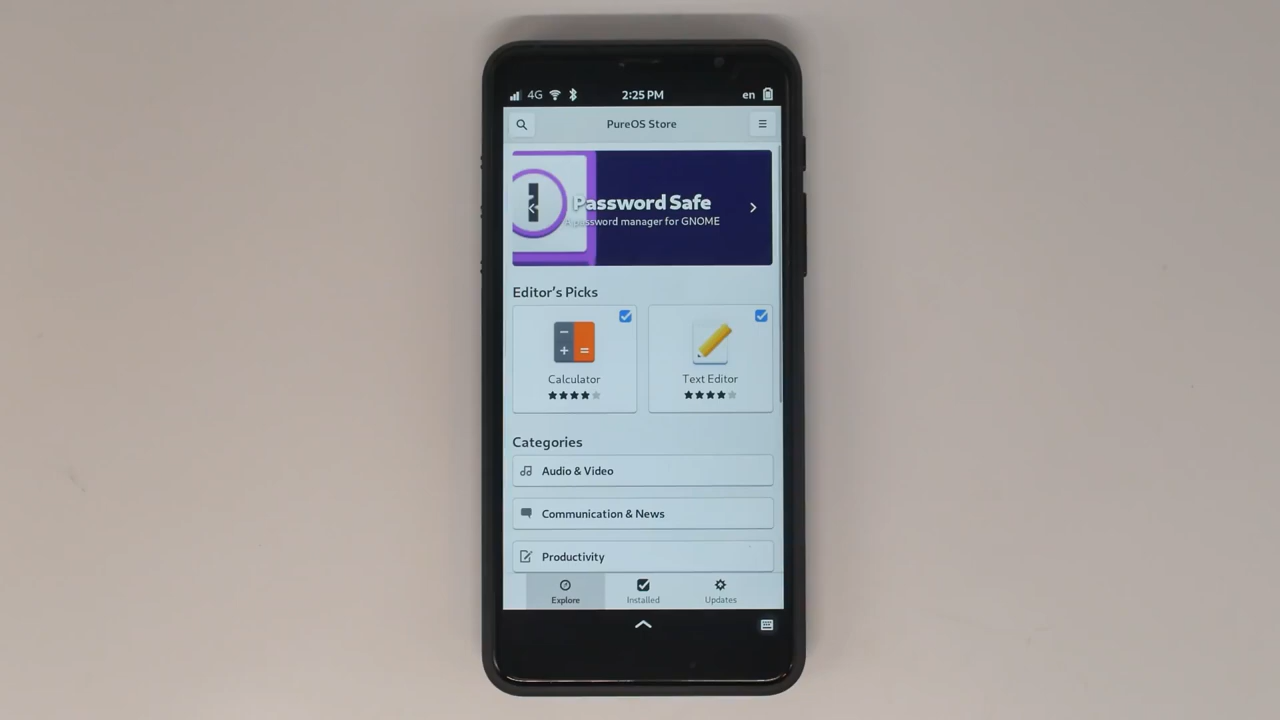 4G
2:25 PM
en
PureOS Store
Password Safe
A password manager for GNOME
Editor's Picks
Calculator
Text Editor
Categories
Audio & Video
Communication & News
Productivity
Explore
Installed
Updates